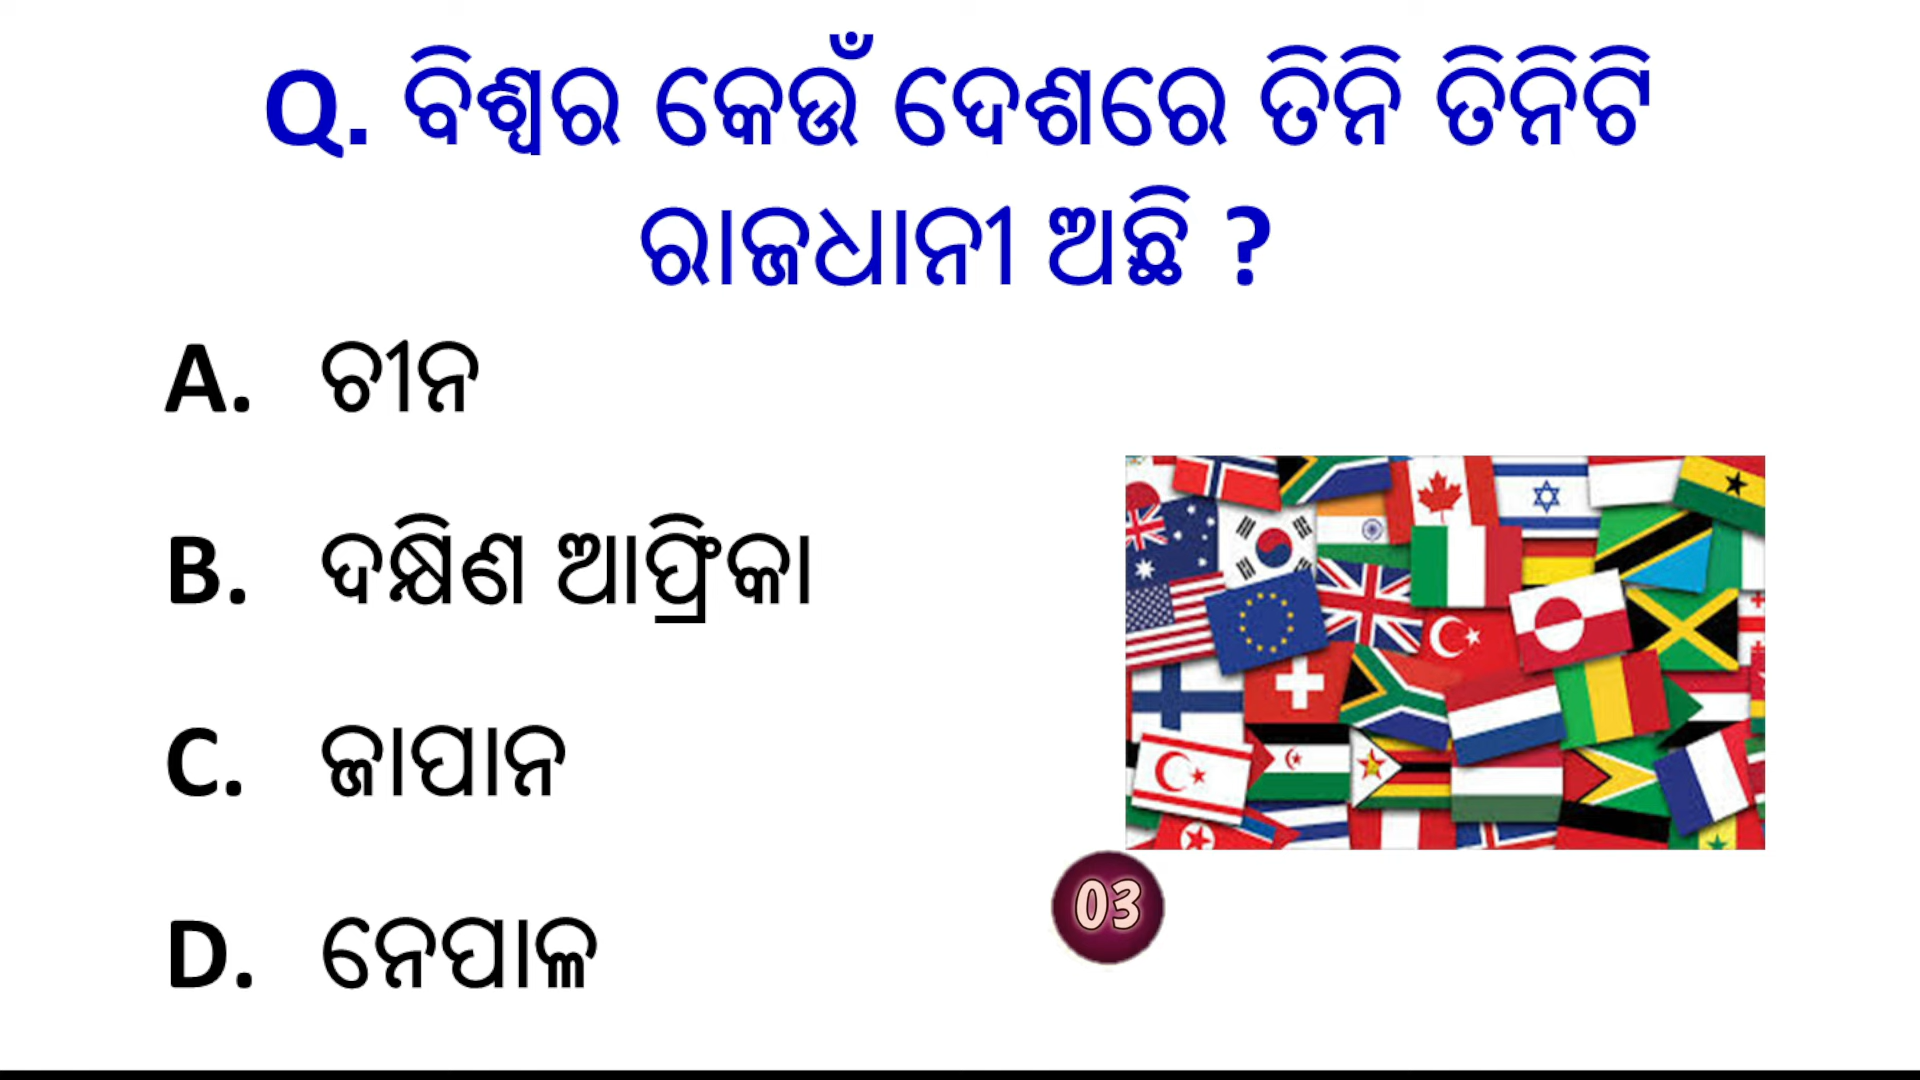 Q. ବିଶ୍ୱର କେଉଁ ଦେଶରେ ତିନି ତିନିଟି
ରାଜଧାନୀ ଅଛି ?
A. ଚୀନ
B. ଦକ୍ଷିଣ ଆଫ୍ରିକା
C. ଜାପାନ
D. ନେପାଳ
03